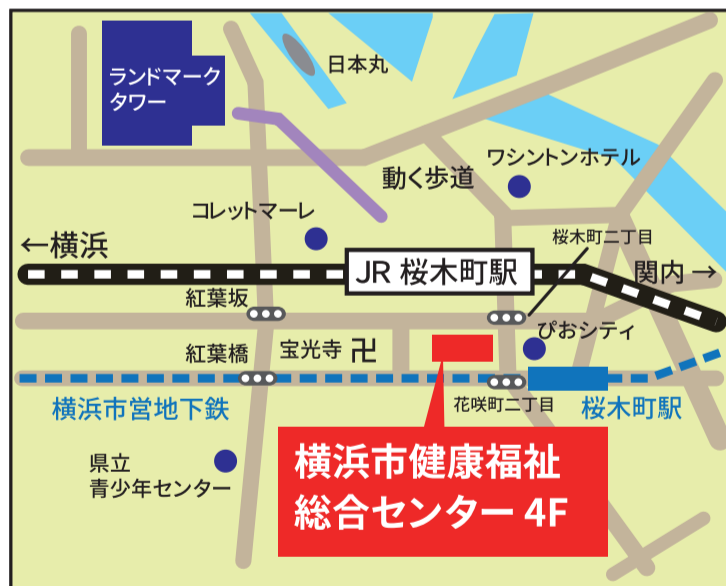 日本丸
ランドマーク
タワー
ワシントンホテル
動く歩道
コレットマーレ
桜木町二丁目
←横浜
JR 桜木町駅
関内→
紅葉坂
ぴおシティ
紅葉橋
宝光寺 卍
横浜市営地下鉄
花咲町二丁目
桜木町駅
県立
青少年センター
横浜市健康福祉
総合センター 4F